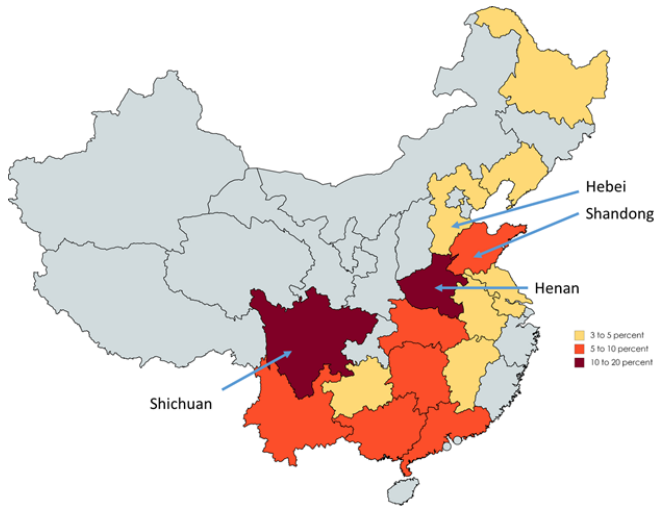 Hebei
Shandong
Henan
3 to 5 percent
5 to 10 percent
10 to 20 percent
Shichuan